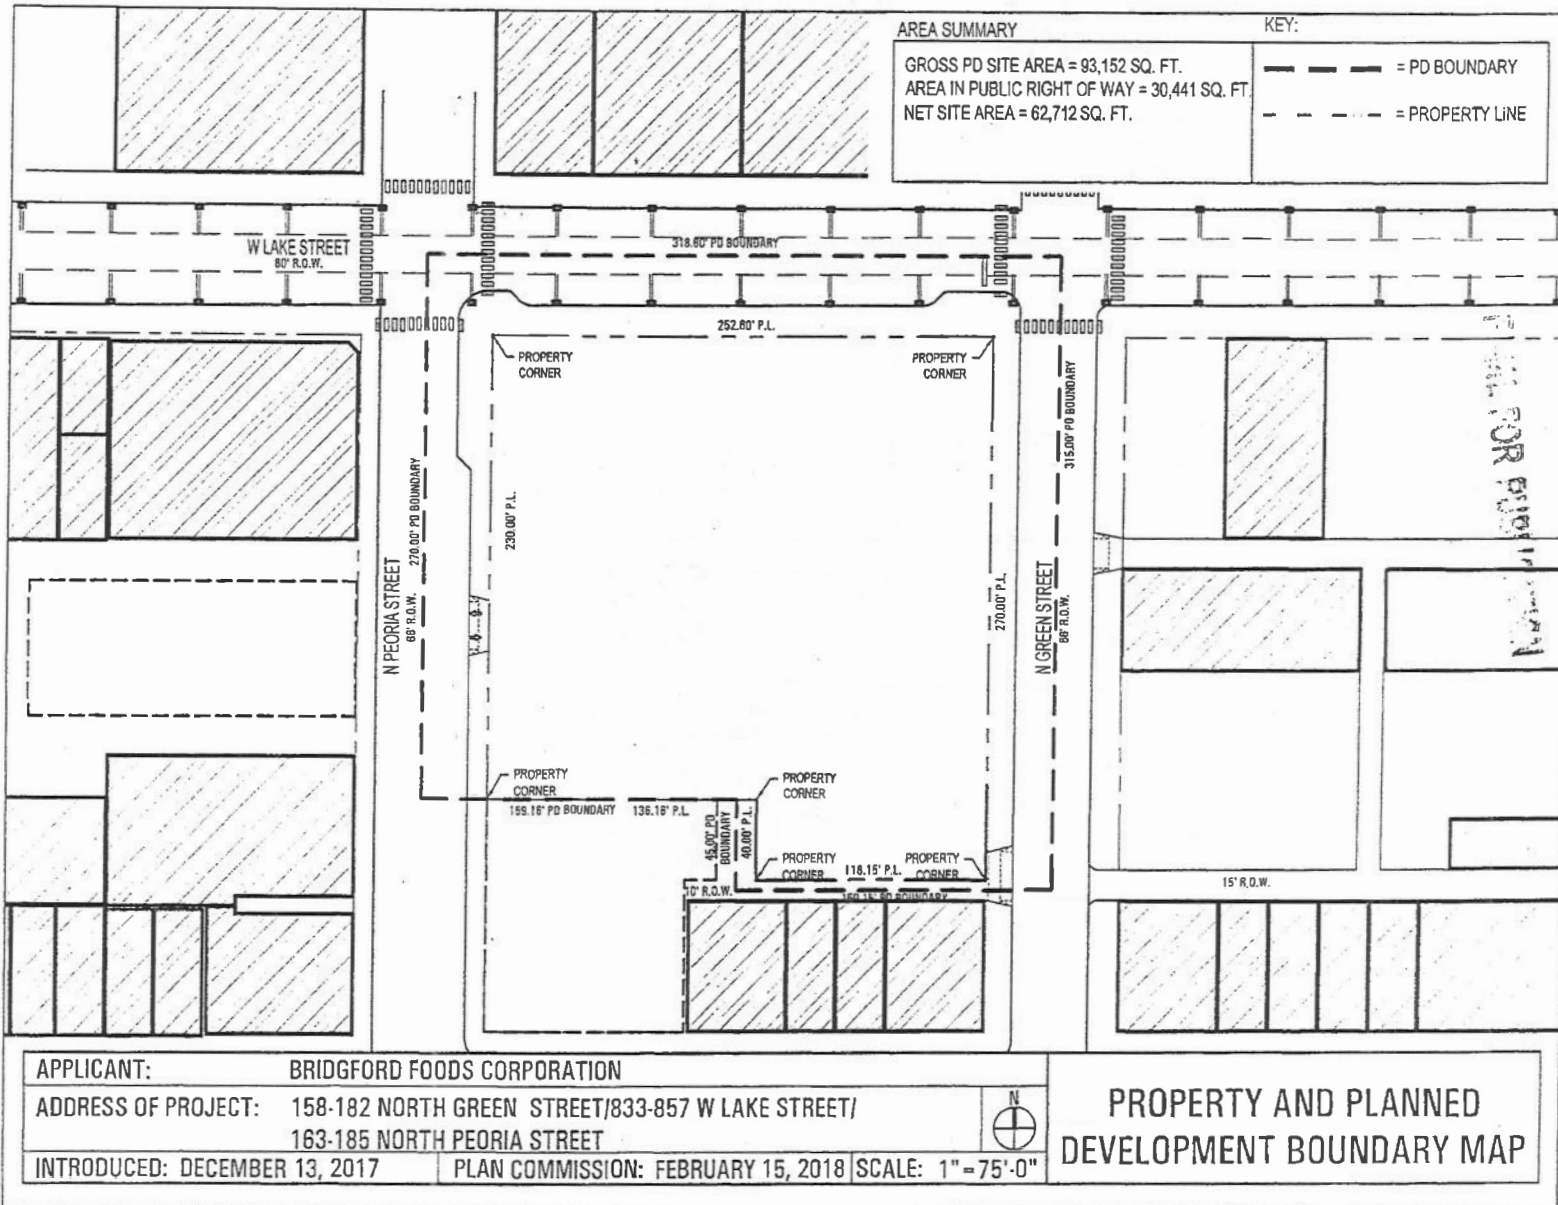 AREA SUMMARY
KEY:
GROSS PD SITE AREA = 93,152 SQ. FT.
AREA IN PUBLIC RIGHT OF WAY = 30,441 SQ. FT.
NET SITE AREA = 62,712 SQ. FT.
= PD BOUNDARY
= PROPERTY LINE
W LAKE STREET
80' R.O.W.
318.60' PD BOUNDARY
252.60' P.L.
PROPERTY
CORNER
PROPERTY
CORNER
N PEORIA STREET
66' R.O.W.
270.00' PD BOUNDARY
230.00' P.L.
270.00' P.L.
N GREEN STREET
66' R.O.W.
315.00' PD BOUNDARY
FOR
PROPERTY
CORNER
PROPERTY
CORNER
169.16' PD BOUNDARY
136.16' P.L.
45.00' PD
BOUNDARY
40.00' P.L.
PROPERTY
CORNER
118.15' P.L.
PROPERTY
CORNER
10' R.O.W.
PD BOUNDARY
15' R.O.W.
APPLICANT: BRIDGFORD FOODS CORPORATION
ADDRESS OF PROJECT: 158-182 NORTH GREEN STREET/833-857 W LAKE STREET/
163-185 NORTH PEORIA STREET
N
INTRODUCED: DECEMBER 13, 2017
PLAN COMMISSION: FEBRUARY 15, 2018
SCALE: 1"=75'-0"
PROPERTY AND PLANNED
DEVELOPMENT BOUNDARY MAP